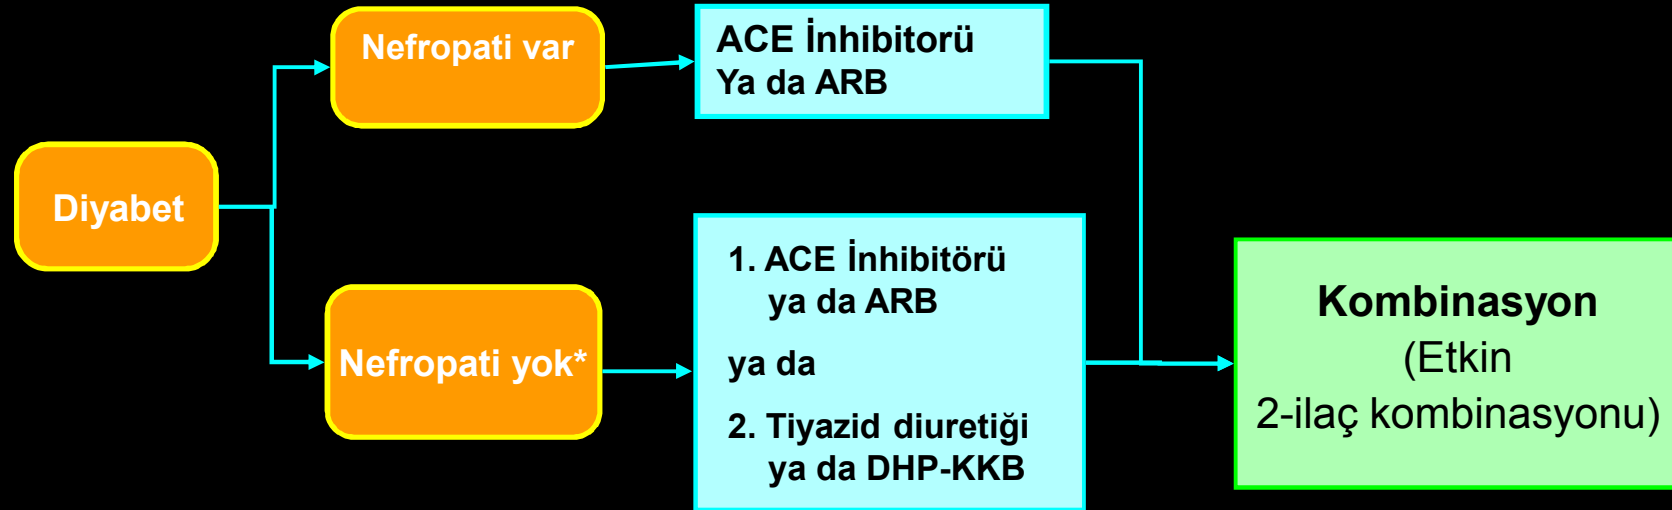 Nefropati var
ACE İnhibitorü
Ya da ARB
Diyabet
Nefropati yok*
1. ACE İnhibitörü
ya da ARB
ya da
2. Tiyazid diuretiği
ya da DHP-KKB
Kombinasyon
(Etkin
2-ilaç kombinasyonu)